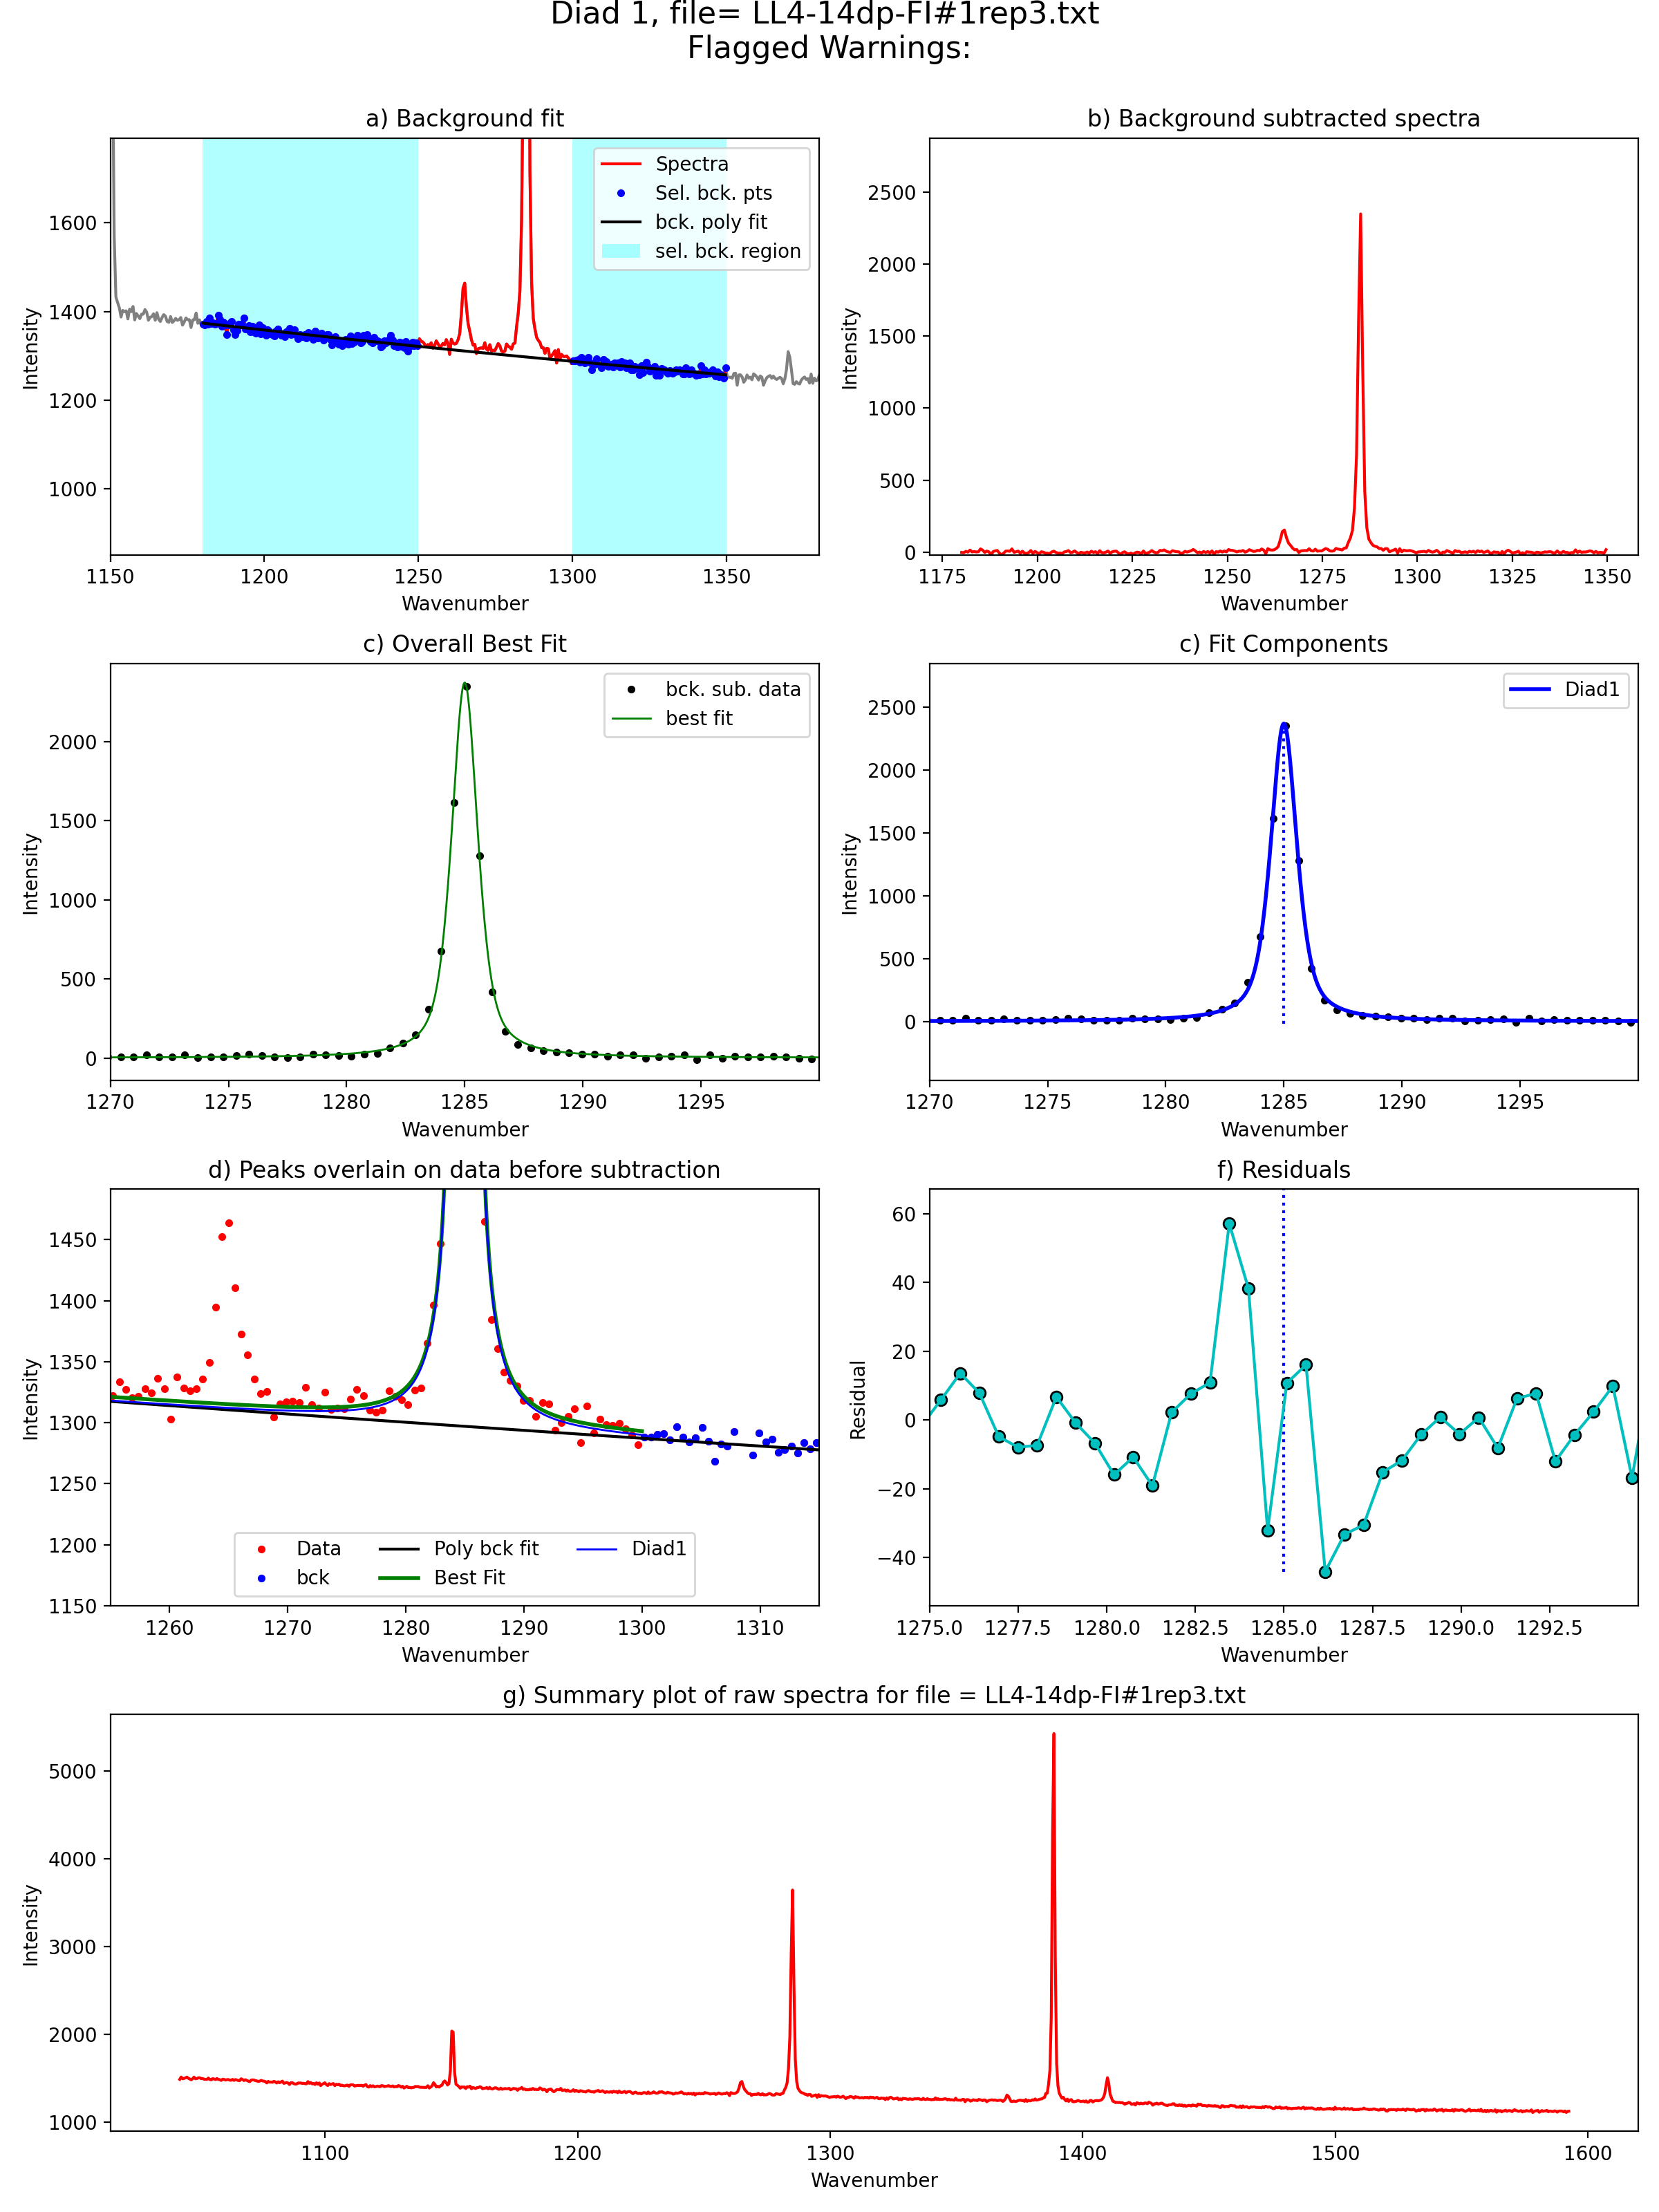 Diad 1, file= LL4-14dp-FI#1rep3.txt
Flagged Warnings:
a) Background fit
Intensity
1600
1400
1200
1000
Spectra
Sel. bck. pts
bck. poly fit
sel. bck. region
1150 1200 1250 1300 1350
Wavenumber
b) Background subtracted spectra
Intensity
2500
2000
1500
1000
500
0
1175 1200 1225 1250 1275 1300 1325 1350
Wavenumber
c) Overall Best Fit
Intensity
2000
1500
1000
500
0
bck. sub. data
best fit
1270 1275 1280 1285 1290 1295
Wavenumber
c) Fit Components
Intensity
2500
2000
1500
1000
500
0
Diad1
1270 1275 1280 1285 1290 1295
Wavenumber
d) Peaks overlain on data before subtraction
Intensity
1450
1400
1350
1300
1250
1200
1150
Data
bck
Poly bck fit
Best Fit
Diad1
1260 1270 1280 1290 1300 1310
Wavenumber
f) Residuals
Residual
60
40
20
0
−20
−40
1275.0 1277.5 1280.0 1282.5 1285.0 1287.5 1290.0 1292.5
Wavenumber
g) Summary plot of raw spectra for file = LL4-14dp-FI#1rep3.txt
Intensity
5000
4000
3000
2000
1000
1100 1200 1300 1400 1500 1600
Wavenumber